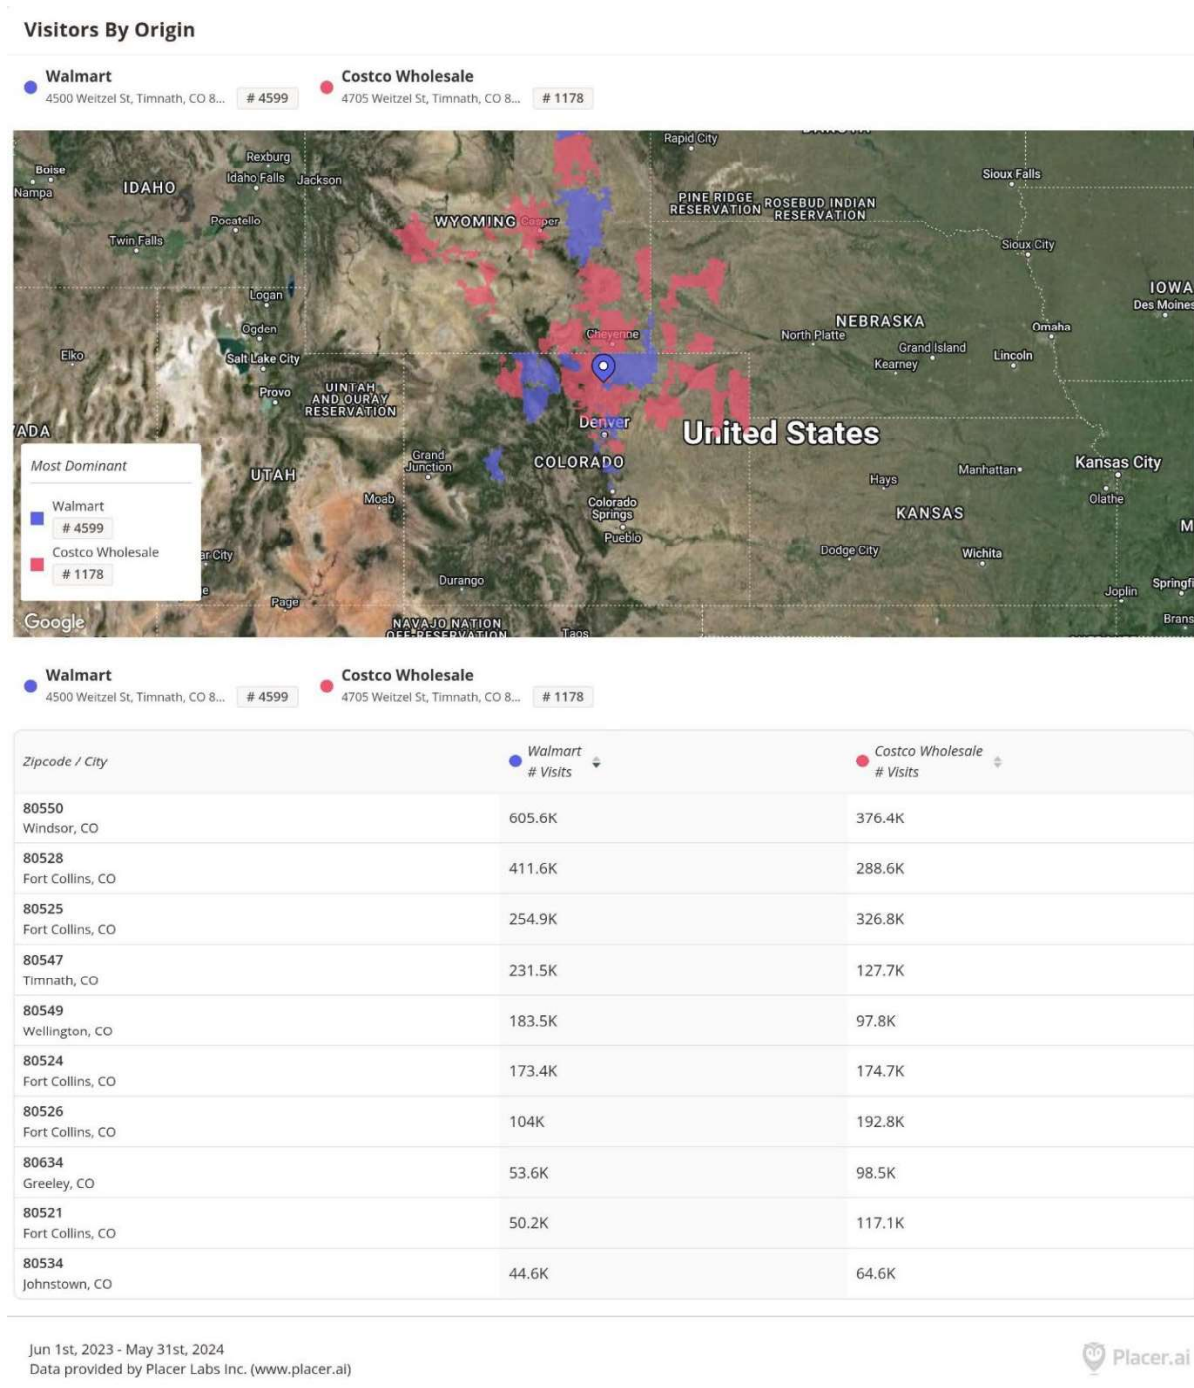 Visitors By Origin
Walmart
4500 Weitzel St, Timnath, CO 8...
# 4599
Costco Wholesale
4705 Weitzel St, Timnath, CO 8...
# 1178
Rapid City
Rexburg
Boise
Idaho Falls
Jackson
Sioux Falls
Nampa
IDAHO
PINE RIDGE
RESERVATION
ROSEBUD INDIAN
RESERVATION
Pocatello
WYOMING
Casper
Twin Falls
Sioux City
Logan
IOWA
Des Moines
Ogden
NEBRASKA
Cheyenne
North Platte
Omaha
Elko
Salt Lake City
Grand Island
Lincoln
Kearney
Provo
UINTAH
AND OURAY
RESERVATION
Denver
United States
ADA
Grand
Junction
COLORADO
Manhattan
Kansas City
Most Dominant
UTAH
Hays
Olathe
Walmart
# 4599
Moab
Colorado
Springs
KANSAS
M
Pueblo
Costco Wholesale
# 1178
ar City
Dodge City
Wichita
Durango
Joplin
Springfi
e
Page
Google
NAVAJO NATION
OFF-RESERVATION
Taos
Brans
Walmart
4500 Weitzel St, Timnath, CO 8...
# 4599
Costco Wholesale
4705 Weitzel St, Timnath, CO 8...
# 1178
Zipcode / City
Walmart
# Visits
Costco Wholesale
# Visits
80550
Windsor, CO
605.6K
376.4K
80528
Fort Collins, CO
411.6K
288.6K
80525
Fort Collins, CO
254.9K
326.8K
80547
Timnath, CO
231.5K
127.7K
80549
Wellington, CO
183.5K
97.8K
80524
Fort Collins, CO
173.4K
174.7K
80526
Fort Collins, CO
104K
192.8K
80634
Greeley, CO
53.6K
98.5K
80521
Fort Collins, CO
50.2K
117.1K
80534
Johnstown, CO
44.6K
64.6K
Jun 1st, 2023 - May 31st, 2024
Data provided by Placer Labs Inc. (www.placer.ai)
Placer.ai